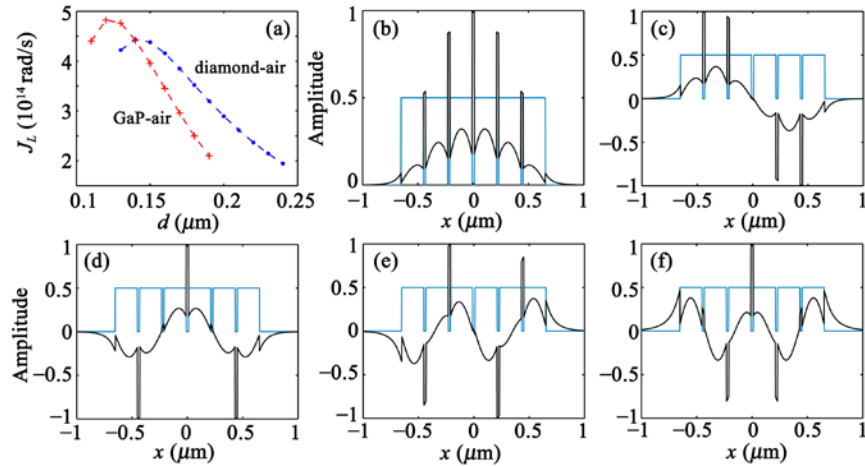 (a)
J_L (10^14 rad/s)
5
4
3
2
diamond-air
GaP-air
0.1 0.15 0.2 0.25
d (μm)
(b)
Amplitude
1
0.5
0
−1 −0.5 0 0.5 1
x (μm)
(c)
1
0.5
0
−0.5
−1
−1 −0.5 0 0.5 1
x (μm)
(d)
Amplitude
1
0.5
0
−0.5
−1
−1 −0.5 0 0.5 1
x (μm)
(e)
1
0.5
0
−0.5
−1
−1 −0.5 0 0.5 1
x (μm)
(f)
1
0.5
0
−0.5
−1
−1 −0.5 0 0.5 1
x (μm)